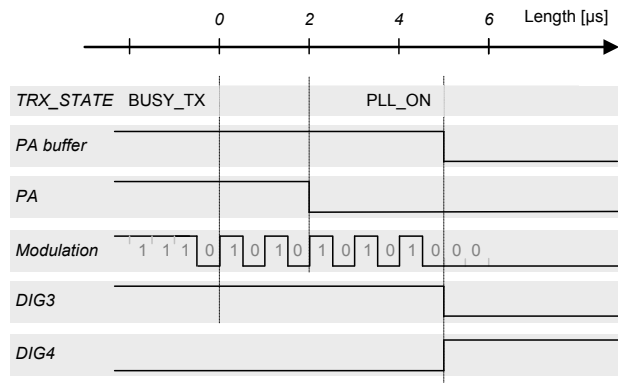 0 2 4 6 Length [µs]
TRX_STATE BUSY_TX PLL_ON
PA buffer
PA
Modulation 1 1 1 0 1 0 1 0 1 0 1 0 1 0 0 0
DIG3
DIG4